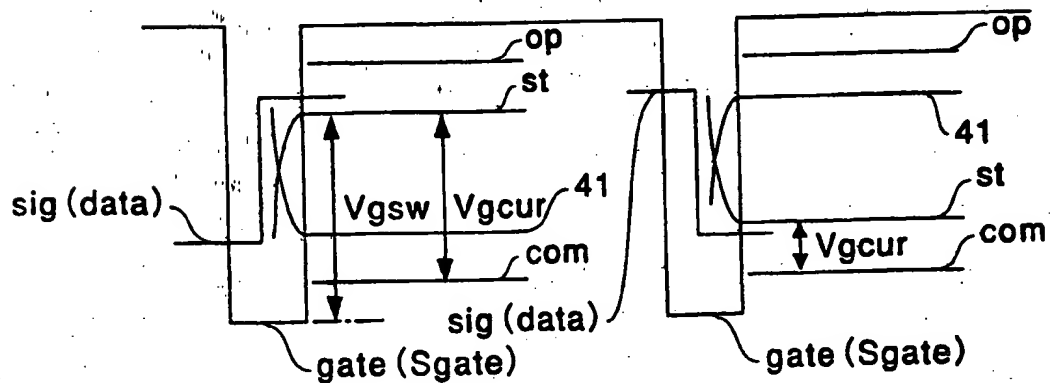 op
st
sig (data)
Vgsw
Vgcur
41
com
gate (Sgate)
op
41
st
Vgcur
com
sig (data)
gate (Sgate)